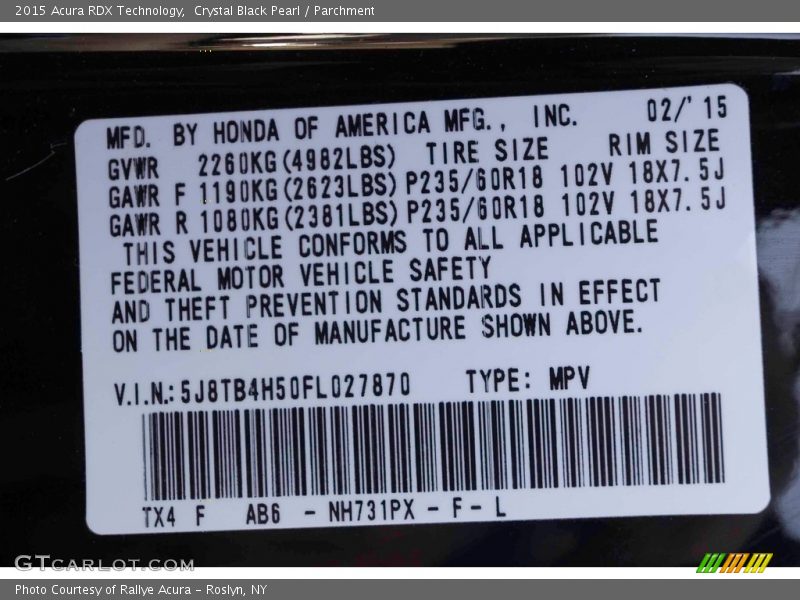 2015 Acura RDX Technology,  Crystal Black Pearl / Parchment
MFD. BY HONDA OF AMERICA MFG., INC. 02/'15
GVWR 2260KG(4982LBS) TIRE SIZE RIM SIZE
GAWR F 1190KG(2623LBS) P235/60R18 102V 18X7.5J
GAWR R 1080KG(2381LBS) P235/60R18 102V 18X7.5J
THIS VEHICLE CONFORMS TO ALL APPLICABLE
FEDERAL MOTOR VEHICLE SAFETY
AND THEFT PREVENTION STANDARDS IN EFFECT
ON THE DATE OF MANUFACTURE SHOWN ABOVE.
V.I.N.: 5J8TB4H50FL027870 TYPE: MPV
TX4 F AB6 - NH731PX - F - L
GTCARLOT.COM
Photo Courtesy of Rallye Acura - Roslyn, NY